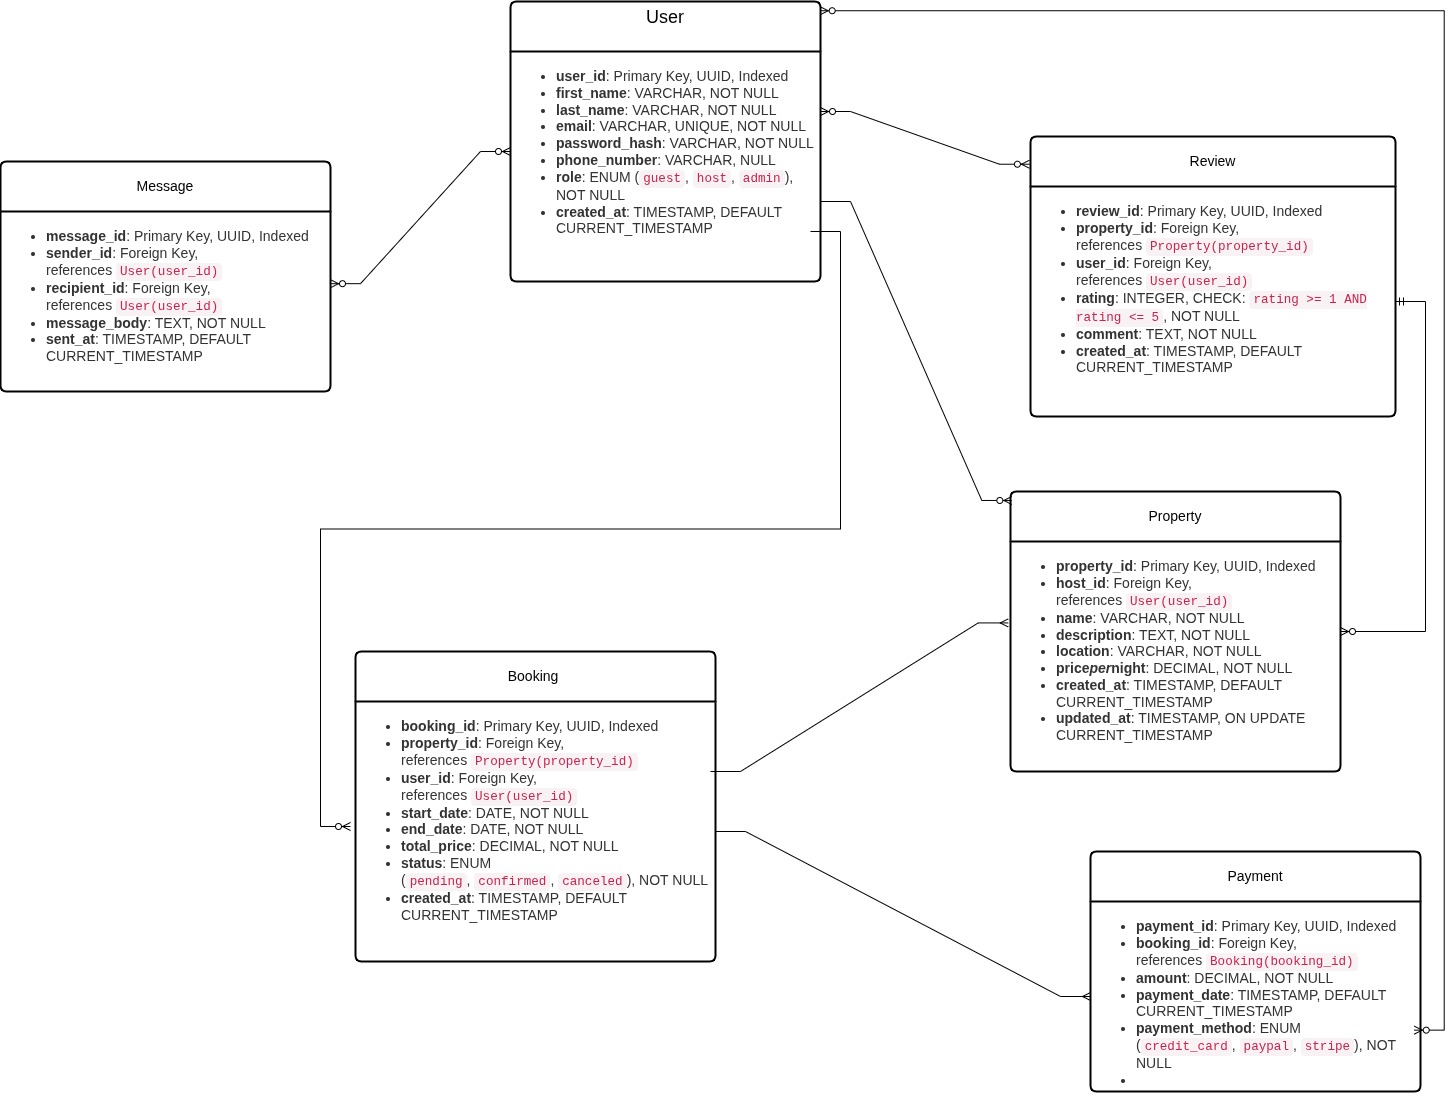 User
user_id: Primary Key, UUID, Indexed
first_name: VARCHAR, NOT NULL
last_name: VARCHAR, NOT NULL
email: VARCHAR, UNIQUE, NOT NULL
password_hash: VARCHAR, NOT NULL
phone_number: VARCHAR, NULL
role: ENUM (guest, host, admin),
NOT NULL
created_at: TIMESTAMP, DEFAULT
CURRENT_TIMESTAMP
Message
message_id: Primary Key, UUID, Indexed
sender_id: Foreign Key,
references User(user_id)
recipient_id: Foreign Key,
references User(user_id)
message_body: TEXT, NOT NULL
sent_at: TIMESTAMP, DEFAULT
CURRENT_TIMESTAMP
Review
review_id: Primary Key, UUID, Indexed
property_id: Foreign Key,
references Property(property_id)
user_id: Foreign Key,
references User(user_id)
rating: INTEGER, CHECK: rating >= 1 AND
rating <= 5, NOT NULL
comment: TEXT, NOT NULL
created_at: TIMESTAMP, DEFAULT
CURRENT_TIMESTAMP
Property
property_id: Primary Key, UUID, Indexed
host_id: Foreign Key,
references User(user_id)
name: VARCHAR, NOT NULL
description: TEXT, NOT NULL
location: VARCHAR, NOT NULL
pricepernight: DECIMAL, NOT NULL
created_at: TIMESTAMP, DEFAULT
CURRENT_TIMESTAMP
updated_at: TIMESTAMP, ON UPDATE
CURRENT_TIMESTAMP
Booking
booking_id: Primary Key, UUID, Indexed
property_id: Foreign Key,
references Property(property_id)
user_id: Foreign Key,
references User(user_id)
start_date: DATE, NOT NULL
end_date: DATE, NOT NULL
total_price: DECIMAL, NOT NULL
status: ENUM
(pending, confirmed, canceled), NOT NULL
created_at: TIMESTAMP, DEFAULT
CURRENT_TIMESTAMP
Payment
payment_id: Primary Key, UUID, Indexed
booking_id: Foreign Key,
references Booking(booking_id)
amount: DECIMAL, NOT NULL
payment_date: TIMESTAMP, DEFAULT
CURRENT_TIMESTAMP
payment_method: ENUM
(credit_card, paypal, stripe), NOT
NULL